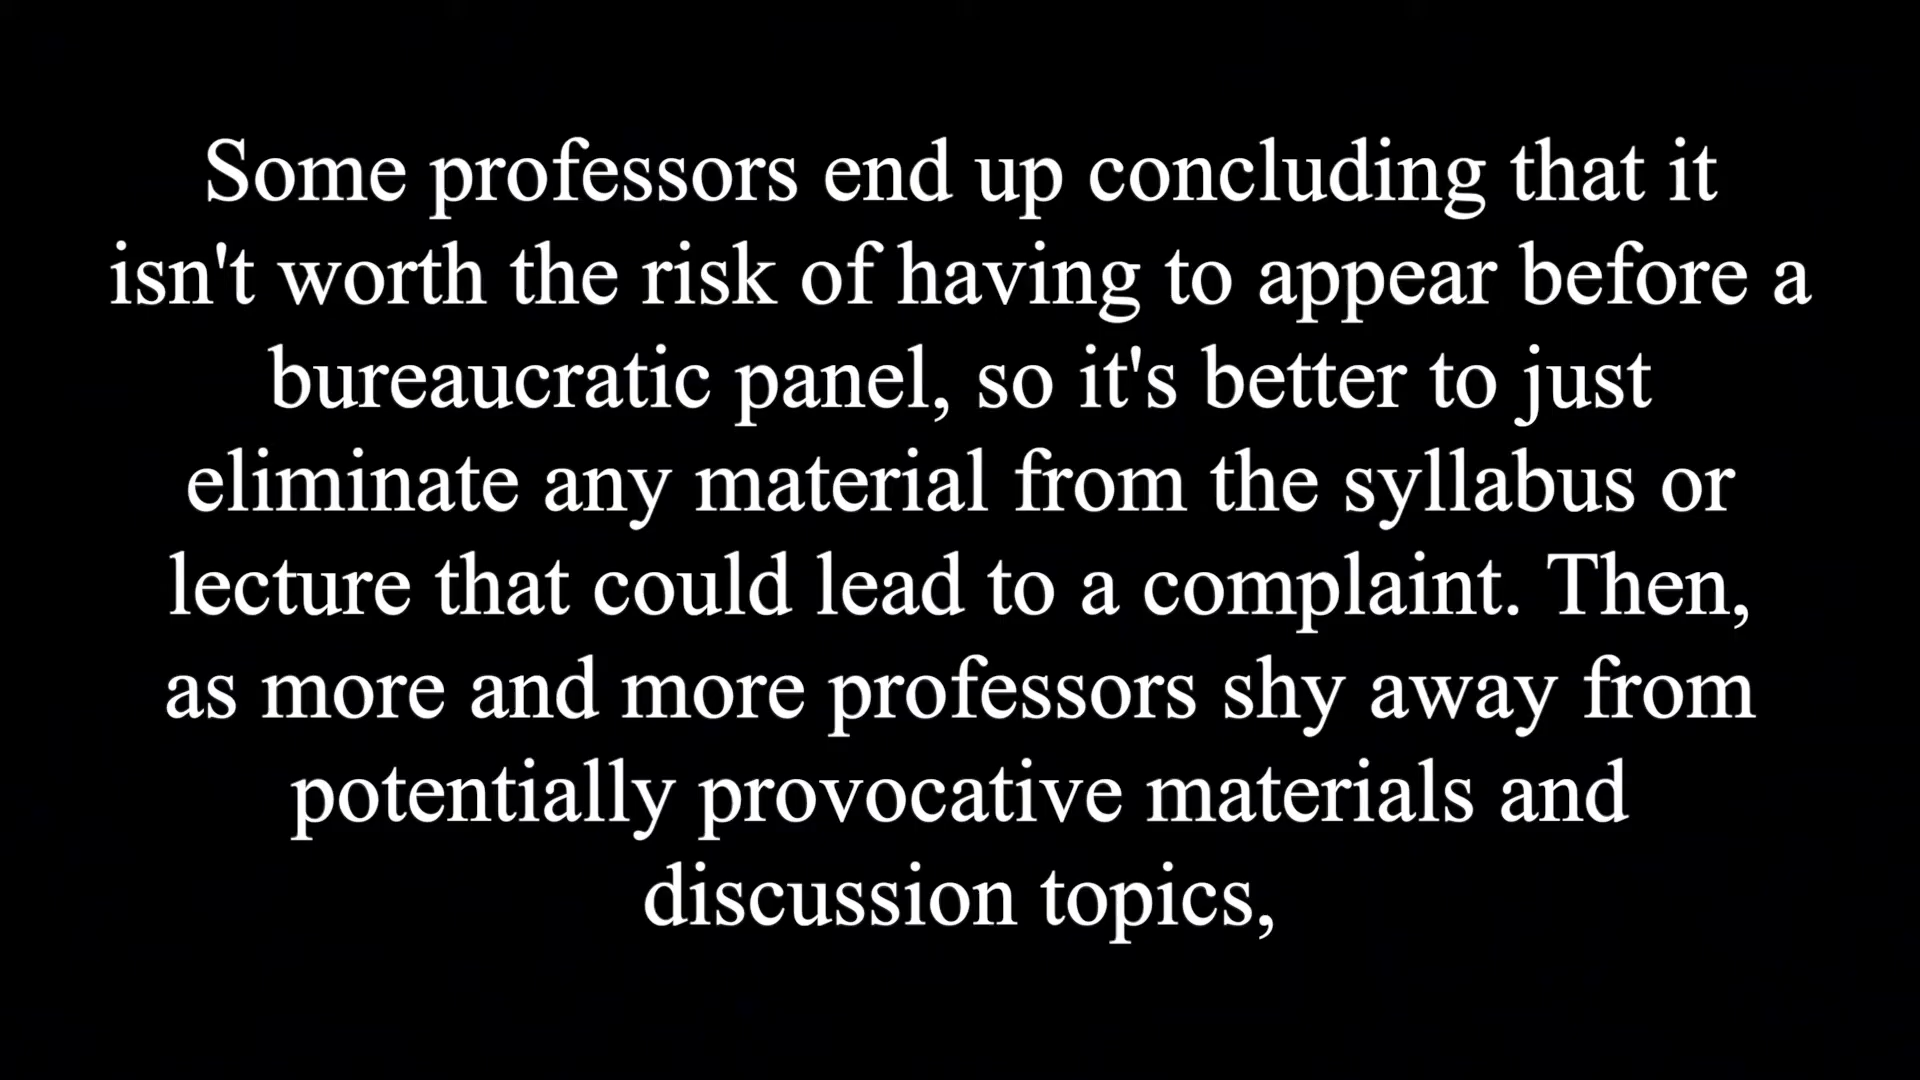 Some professors end up concluding that it
isn't worth the risk of having to appear before a
bureaucratic panel, so it's better to just
eliminate any material from the syllabus or
lecture that could lead to a complaint. Then,
as more and more professors shy away from
potentially provocative materials and
discussion topics,